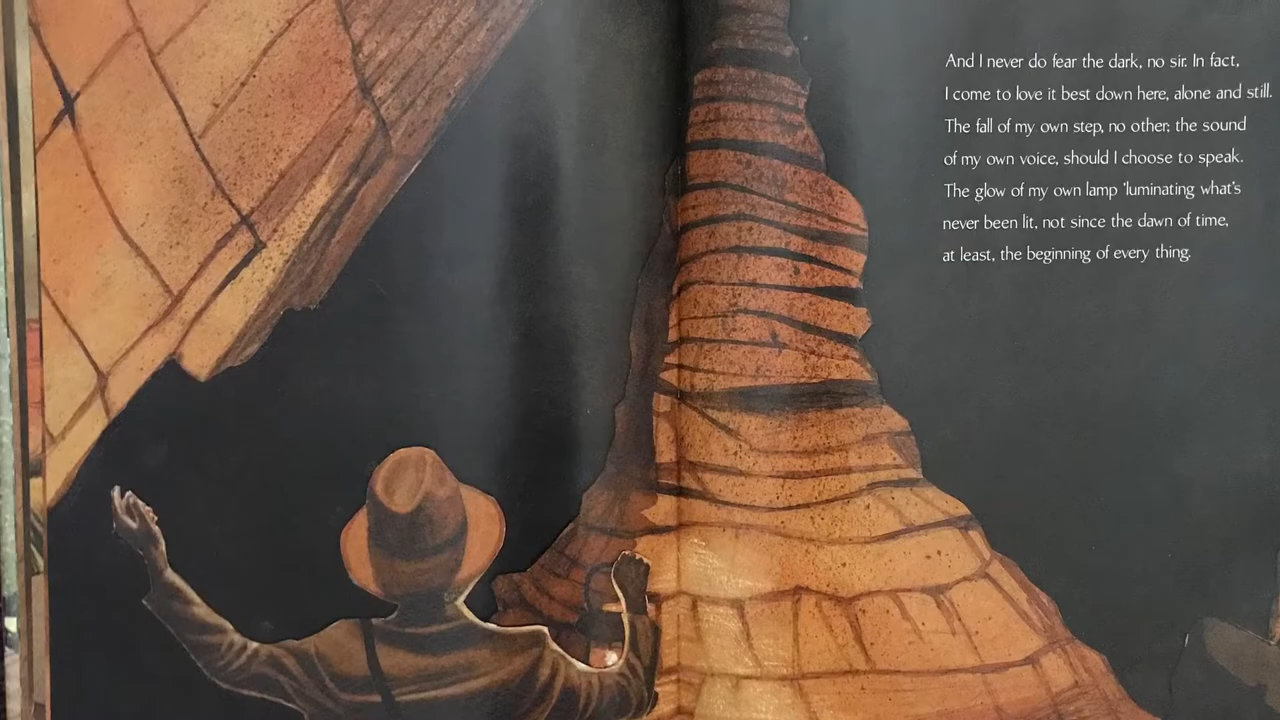 And I never do fear the dark, no sir. In fact,
I come to love it best down here, alone and still.
The fall of my own step, no other; the sound
of my own voice, should I choose to speak.
The glow of my own lamp 'luminating what's
never been lit, not since the dawn of time,
at least, the beginning of every thing.